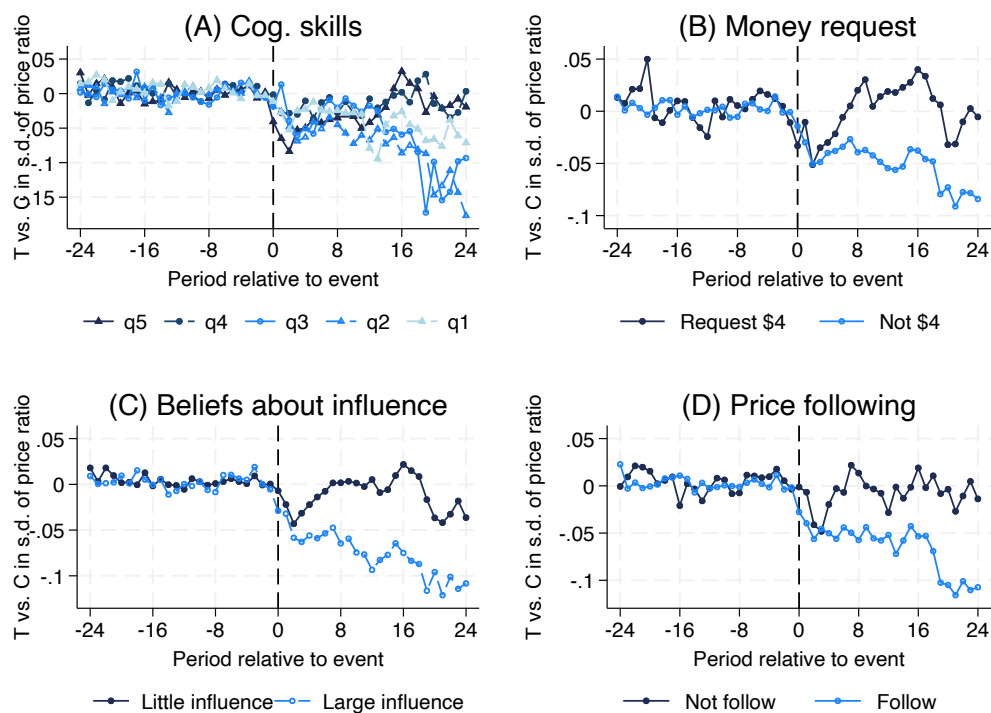 (A) Cog. skills
T vs. C in s.d. of price ratio
.05
0
.05
-.1
15
-24
-16
-8
0
8
16
24
Period relative to event
q5
q4
q3
q2
q1
(B) Money request
T vs. C in s.d. of price ratio
.05
0
-.05
-.1
-24
-16
-8
0
8
16
24
Period relative to event
Request $4
Not $4
(C) Beliefs about influence
T vs. C in s.d. of price ratio
.05
0
-.05
-.1
-24
-16
-8
0
8
16
24
Period relative to event
Little influence
Large influence
(D) Price following
T vs. C in s.d. of price ratio
.05
0
-.05
-.1
-24
-16
-8
0
8
16
24
Period relative to event
Not follow
Follow